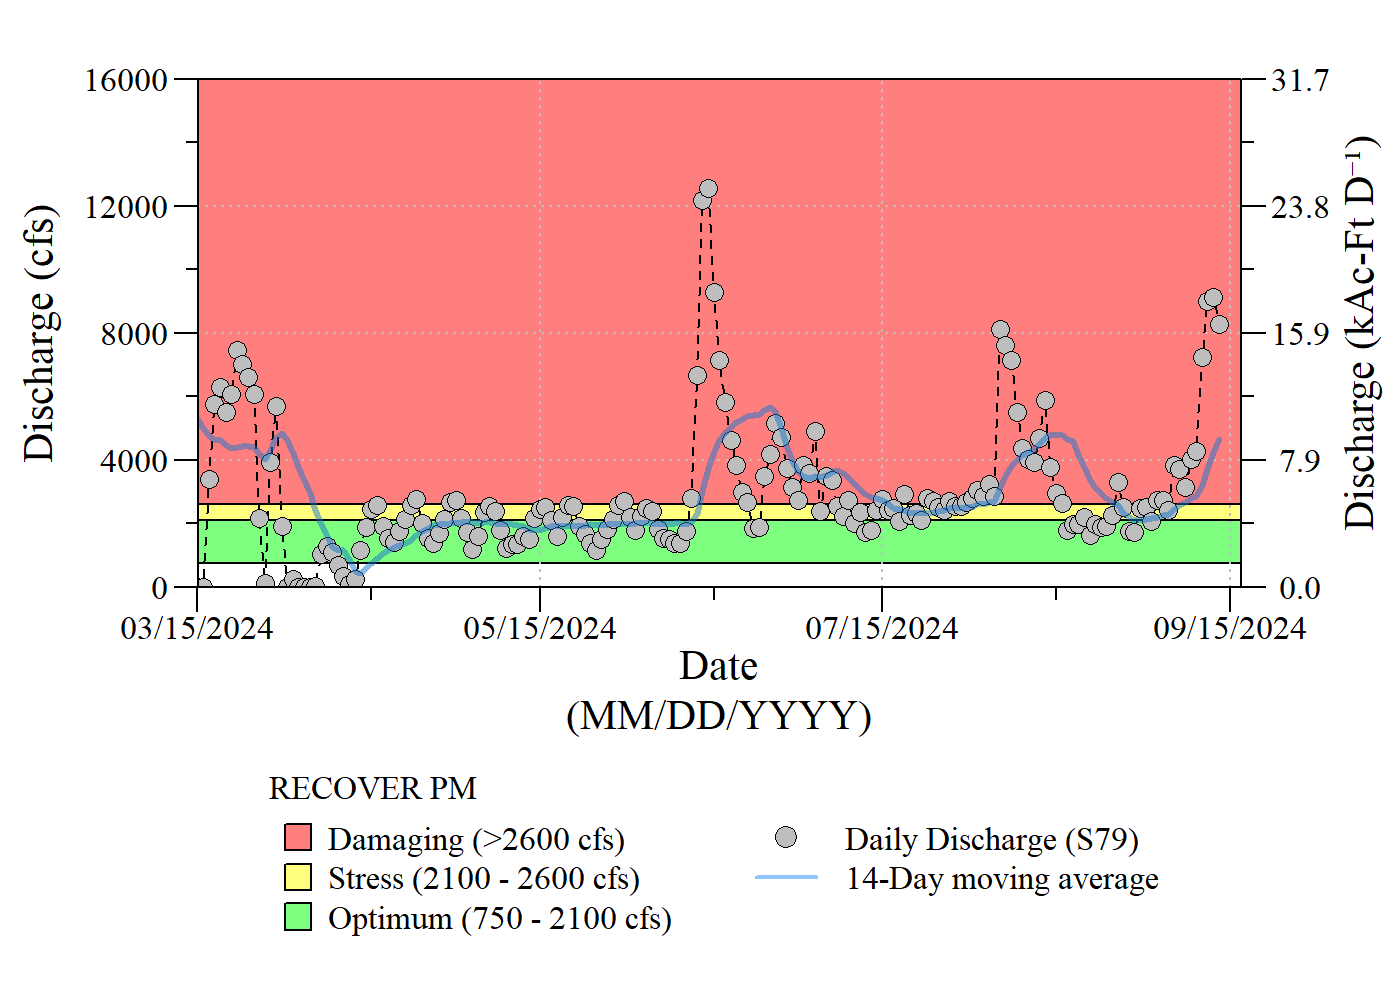 16000
12000
8000
4000
0
Discharge (cfs)
31.7
23.8
15.9
7.9
0.0
Discharge (kAc-Ft D⁻¹)
03/15/2024 05/15/2024 07/15/2024 09/15/2024
Date
(MM/DD/YYYY)
RECOVER PM
Damaging (>2600 cfs)
Stress (2100 - 2600 cfs)
Optimum (750 - 2100 cfs)
Daily Discharge (S79)
14-Day moving average